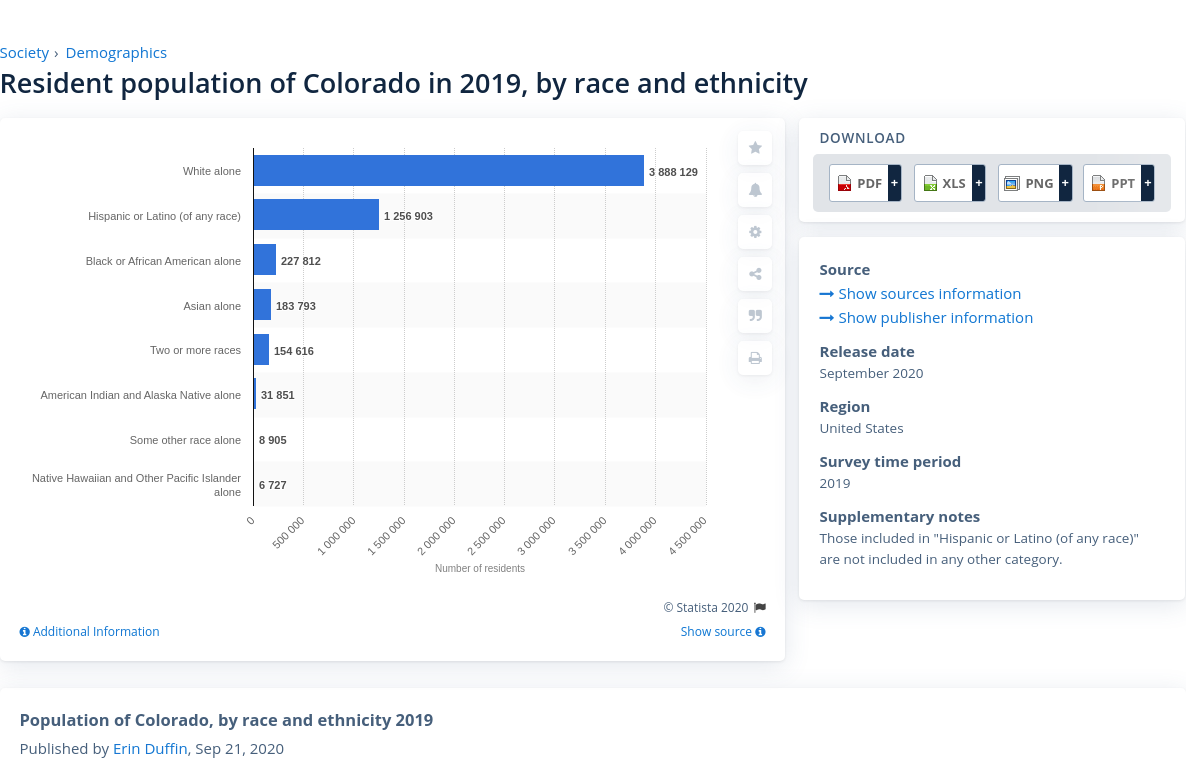 Society › Demographics
Resident population of Colorado in 2019, by race and ethnicity
White alone
3 888 129
Hispanic or Latino (of any race)
1 256 903
Black or African American alone
227 812
Asian alone
183 793
Two or more races
154 616
American Indian and Alaska Native alone
31 851
Some other race alone
8 905
Native Hawaiian and Other Pacific Islander
alone
6 727
0
500 000
1 000 000
1 500 000
2 000 000
2 500 000
3 000 000
3 500 000
4 000 000
4 500 000
Number of residents
© Statista 2020
Additional Information
Show source
DOWNLOAD
PDF + XLS + PNG + PPT +
Source
Show sources information
Show publisher information
Release date
September 2020
Region
United States
Survey time period
2019
Supplementary notes
Those included in "Hispanic or Latino (of any race)"
are not included in any other category.
Population of Colorado, by race and ethnicity 2019
Published by Erin Duffin, Sep 21, 2020